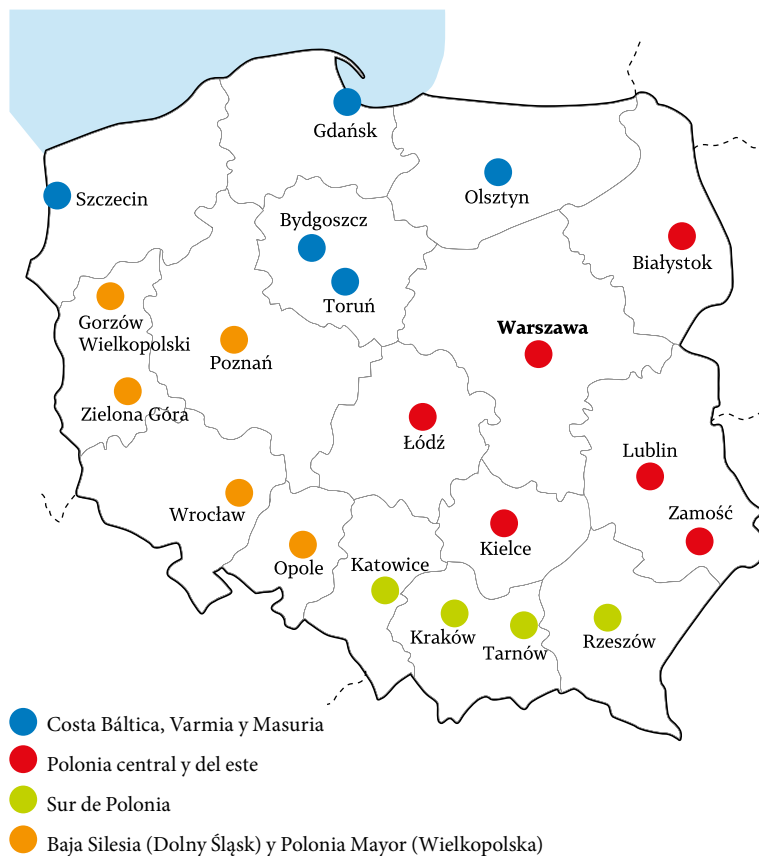 Gdańsk
Szczecin
Olsztyn
Bydgoszcz
Białystok
Toruń
Gorzów
Wielkopolski
Warszawa
Poznań
Zielona Góra
Łódź
Lublin
Wrocław
Zamość
Kielce
Opole
Katowice
Kraków
Tarnów
Rzeszów
Costa Báltica, Varmia y Masuria
Polonia central y del este
Sur de Polonia
Baja Silesia (Dolny Śląsk) y Polonia Mayor (Wielkopolska)